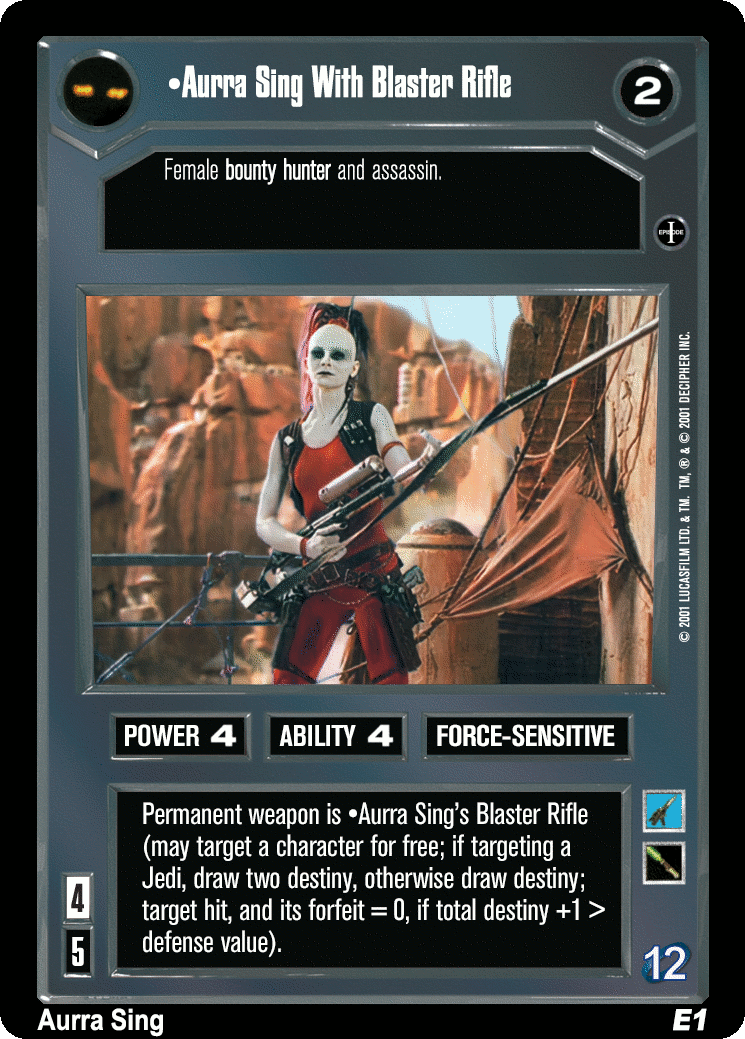 •Aurra Sing With Blaster Rifle
2
Female bounty hunter and assassin.
EPISODE I
© 2001 LUCASFILM LTD. & TM. TM, ® & © 2001 DECIPHER INC.
POWER 4
ABILITY 4
FORCE-SENSITIVE
Permanent weapon is •Aurra Sing's Blaster Rifle
(may target a character for free; if targeting a
Jedi, draw two destiny, otherwise draw destiny;
target hit, and its forfeit = 0, if total destiny +1 >
defense value).
4
5
12
Aurra Sing
E1